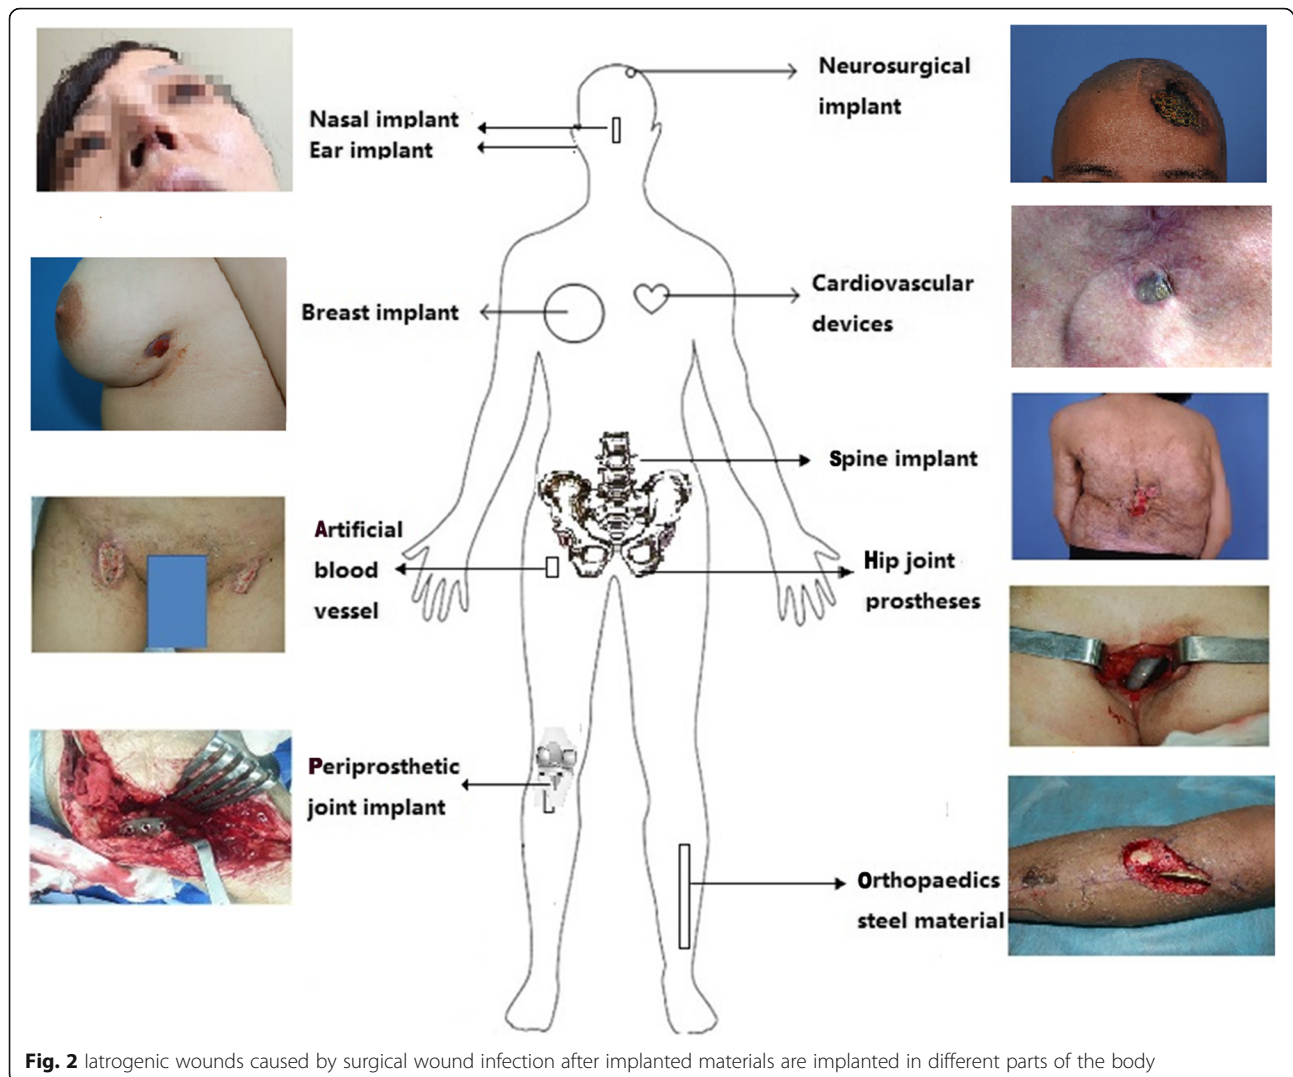 Nasal implant
Ear implant
Neurosurgical
implant
Breast implant
Cardiovascular
devices
Spine implant
Artificial
blood
vessel
Hip joint
prostheses
Periprosthetic
joint implant
Orthopaedics
steel material
Fig. 2 Iatrogenic wounds caused by surgical wound infection after implanted materials are implanted in different parts of the body